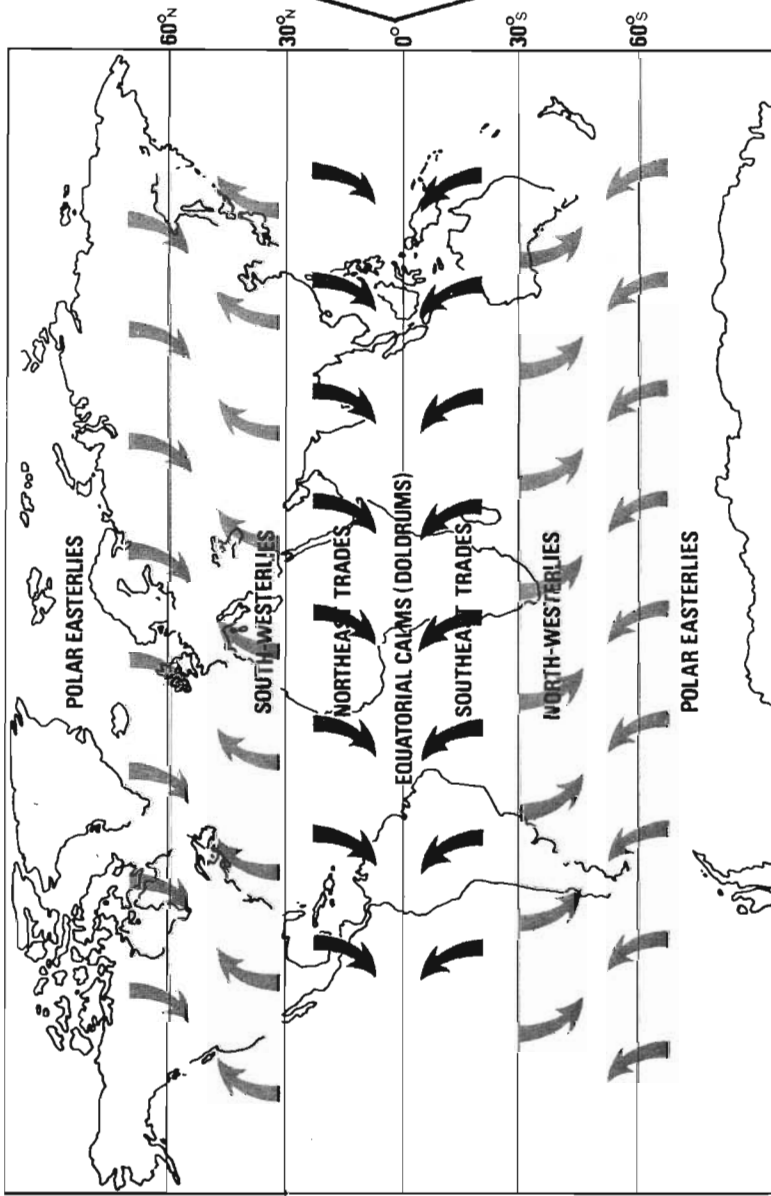 60°N
30°N
0°
30°S
60°S
POLAR EASTERLIES
SOUTH-WESTERLIES
NORTHEAST TRADES
EQUATORIAL CALMS (DOLDRUMS)
SOUTHEAST TRADES
NORTH-WESTERLIES
POLAR EASTERLIES